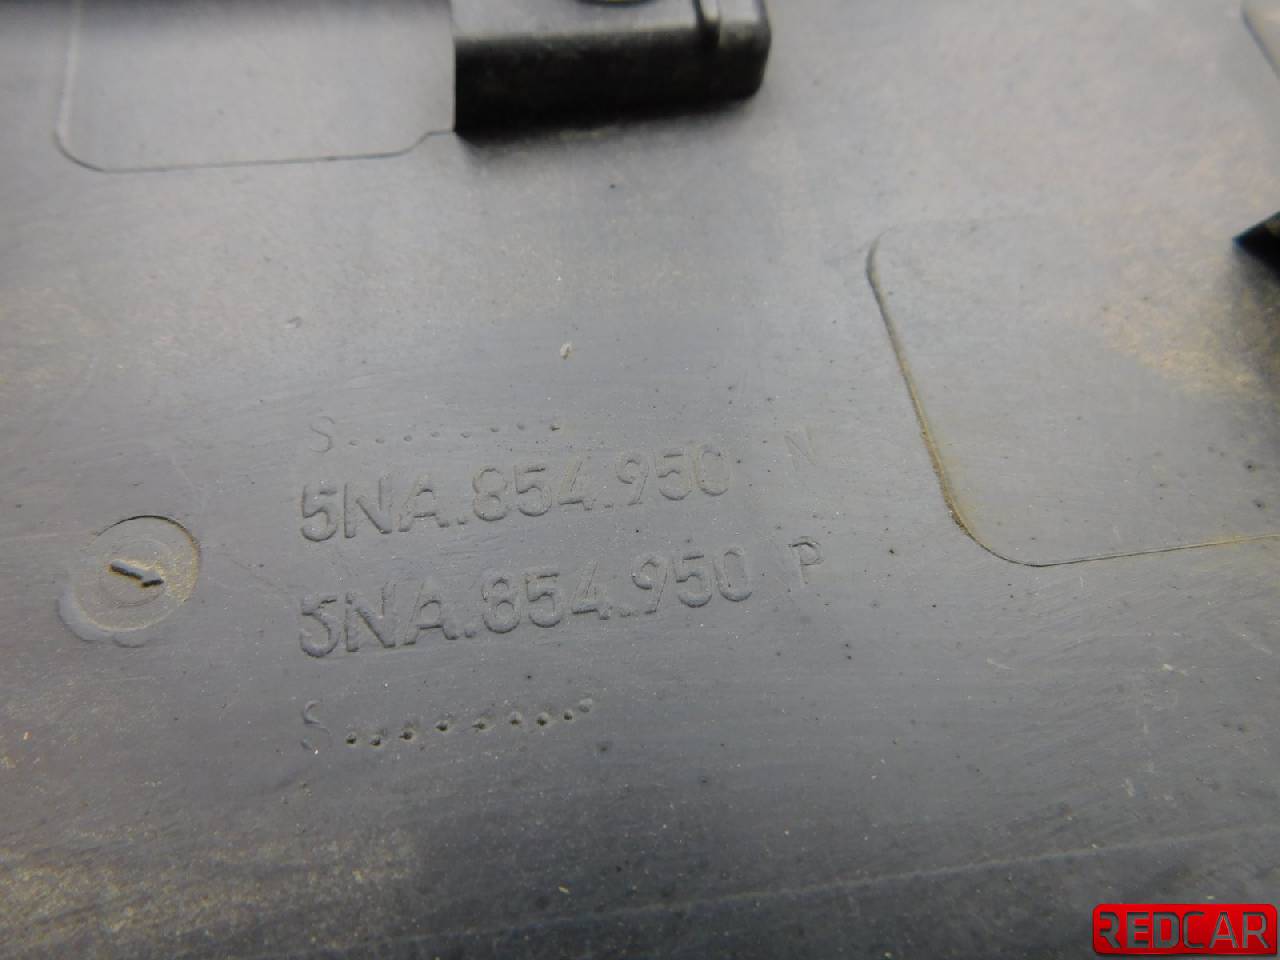 S.........
5NA.854.950 N
5NA.854.950 P
S.........
REDCAR